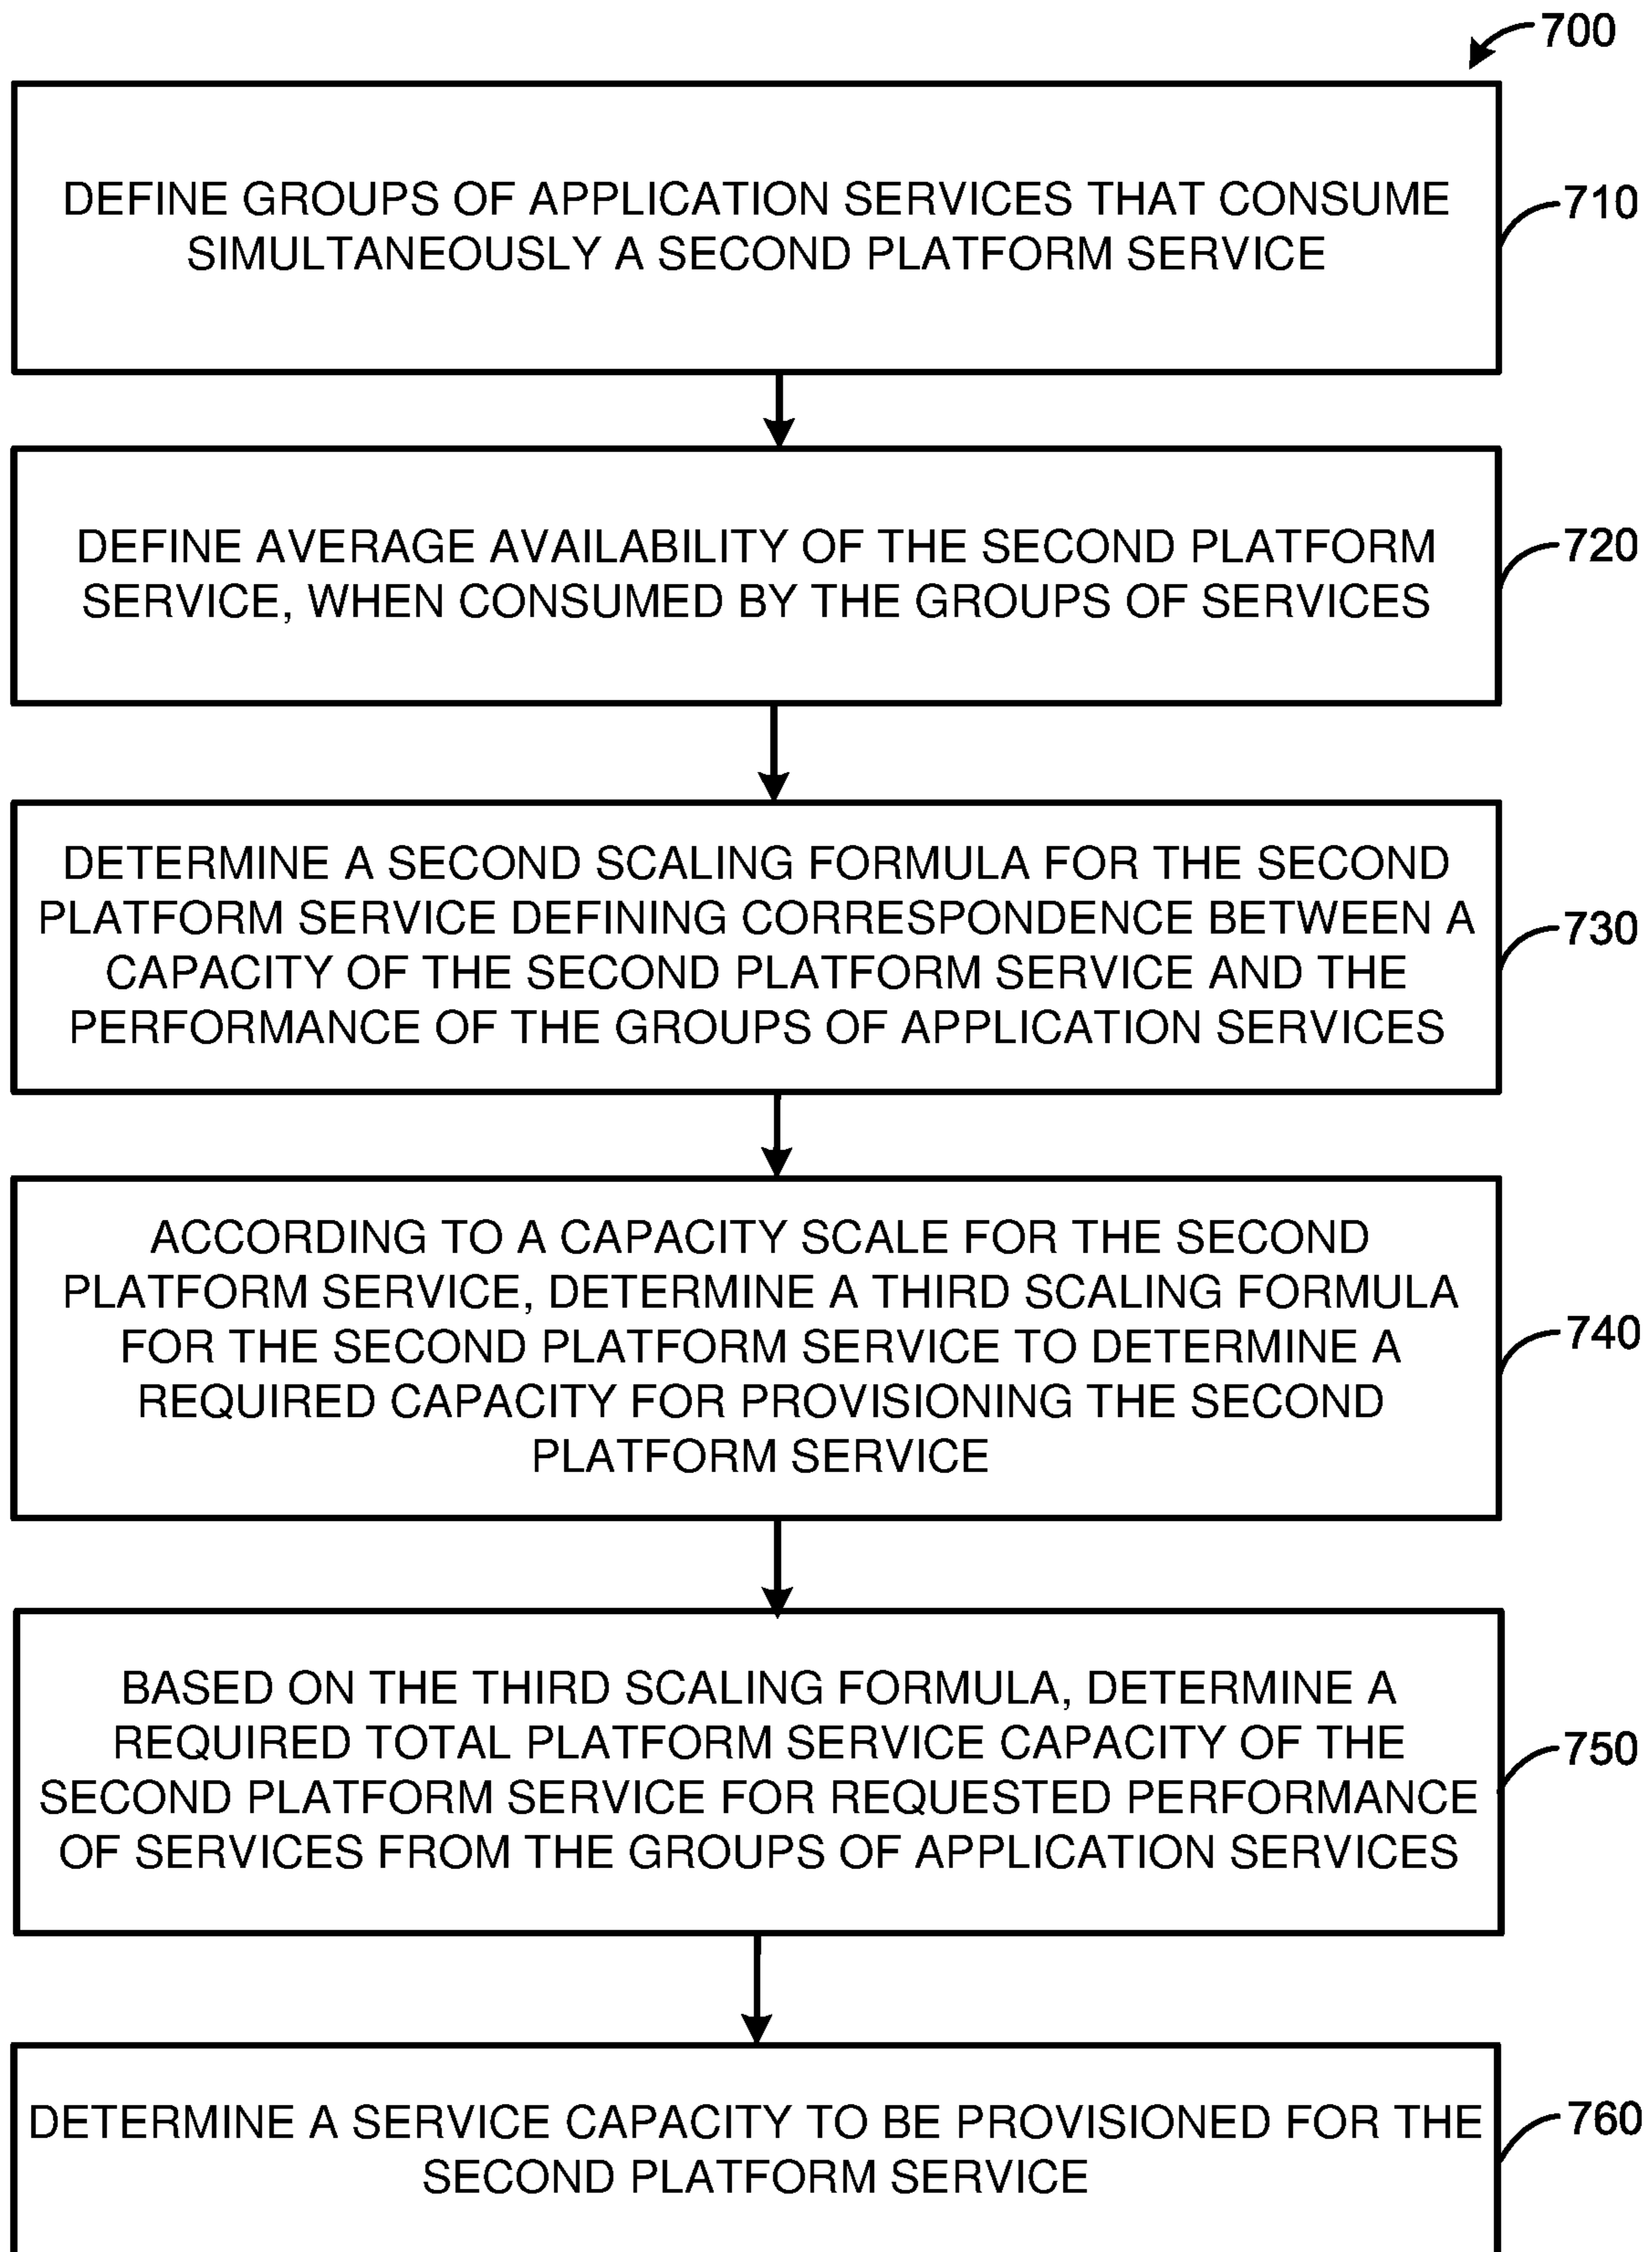 700
DEFINE GROUPS OF APPLICATION SERVICES THAT CONSUME
SIMULTANEOUSLY A SECOND PLATFORM SERVICE
710
DEFINE AVERAGE AVAILABILITY OF THE SECOND PLATFORM
SERVICE, WHEN CONSUMED BY THE GROUPS OF SERVICES
720
DETERMINE A SECOND SCALING FORMULA FOR THE SECOND
PLATFORM SERVICE DEFINING CORRESPONDENCE BETWEEN A
CAPACITY OF THE SECOND PLATFORM SERVICE AND THE
PERFORMANCE OF THE GROUPS OF APPLICATION SERVICES
730
ACCORDING TO A CAPACITY SCALE FOR THE SECOND
PLATFORM SERVICE, DETERMINE A THIRD SCALING FORMULA
FOR THE SECOND PLATFORM SERVICE TO DETERMINE A
REQUIRED CAPACITY FOR PROVISIONING THE SECOND
PLATFORM SERVICE
740
BASED ON THE THIRD SCALING FORMULA, DETERMINE A
REQUIRED TOTAL PLATFORM SERVICE CAPACITY OF THE
SECOND PLATFORM SERVICE FOR REQUESTED PERFORMANCE
OF SERVICES FROM THE GROUPS OF APPLICATION SERVICES
750
DETERMINE A SERVICE CAPACITY TO BE PROVISIONED FOR THE
SECOND PLATFORM SERVICE
760